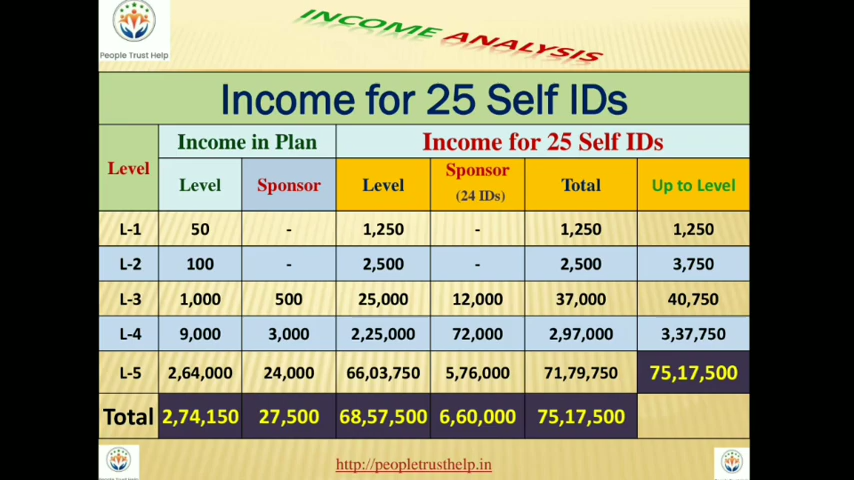 People Trust Help
INCOME ANALYSIS
Income for 25 Self IDs
Level
Income in Plan
Income for 25 Self IDs
Level
Sponsor
Level
Sponsor
(24 IDs)
Total
Up to Level
L-1 50 - 1,250 - 1,250 1,250
L-2 100 - 2,500 - 2,500 3,750
L-3 1,000 500 25,000 12,000 37,000 40,750
L-4 9,000 3,000 2,25,000 72,000 2,97,000 3,37,750
L-5 2,64,000 24,000 66,03,750 5,76,000 71,79,750 75,17,500
Total 2,74,150 27,500 68,57,500 6,60,000 75,17,500
http://peopletrusthelp.in